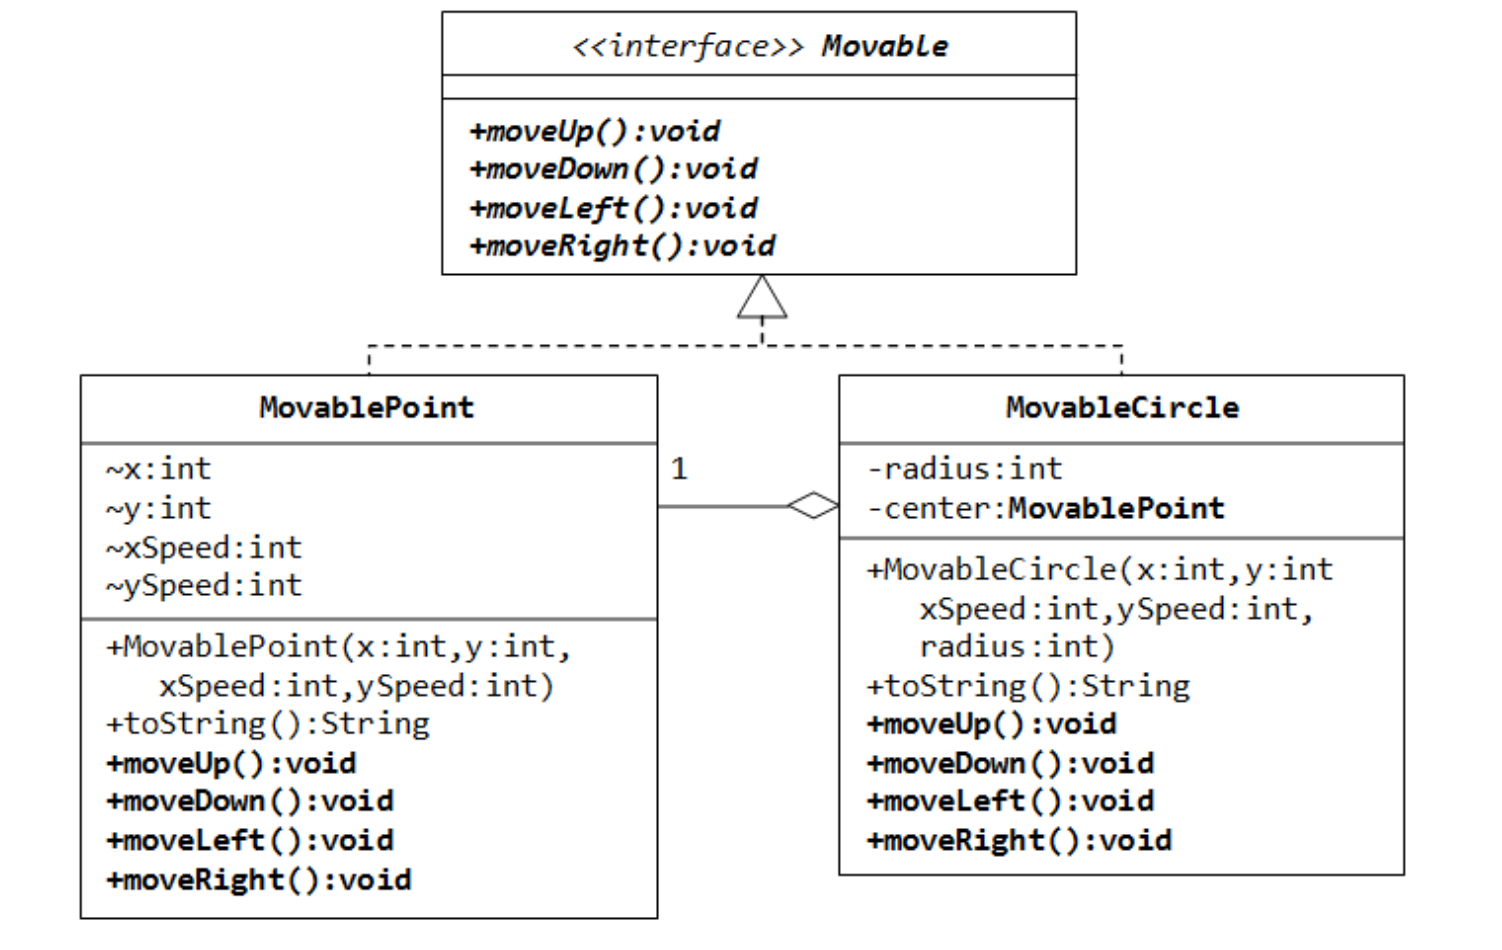 <<interface>> Movable
+moveUp():void
+moveDown():void
+moveLeft():void
+moveRight():void
MovablePoint
~x:int
~y:int
~xSpeed:int
~ySpeed:int
+MovablePoint(x:int,y:int,
xSpeed:int,ySpeed:int)
+toString():String
+moveUp():void
+moveDown():void
+moveLeft():void
+moveRight():void
1
MovableCircle
-radius:int
-center:MovablePoint
+MovableCircle(x:int,y:int
xSpeed:int,ySpeed:int,
radius:int)
+toString():String
+moveUp():void
+moveDown():void
+moveLeft():void
+moveRight():void